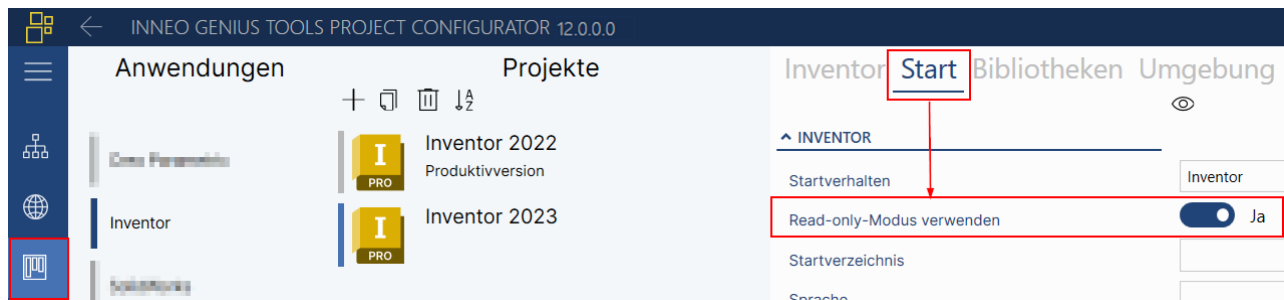 INNEO GENIUS TOOLS PROJECT CONFIGURATOR 12.0.0.0
Anwendungen
Projekte
Inventor Start Bibliotheken Umgebung
Inventor
Inventor 2022
Produktivversion
Inventor 2023
I
PRO
I
PRO
INVENTOR
Startverhalten
Inventor
Read-only-Modus verwenden
Ja
Startverzeichnis
Sprache